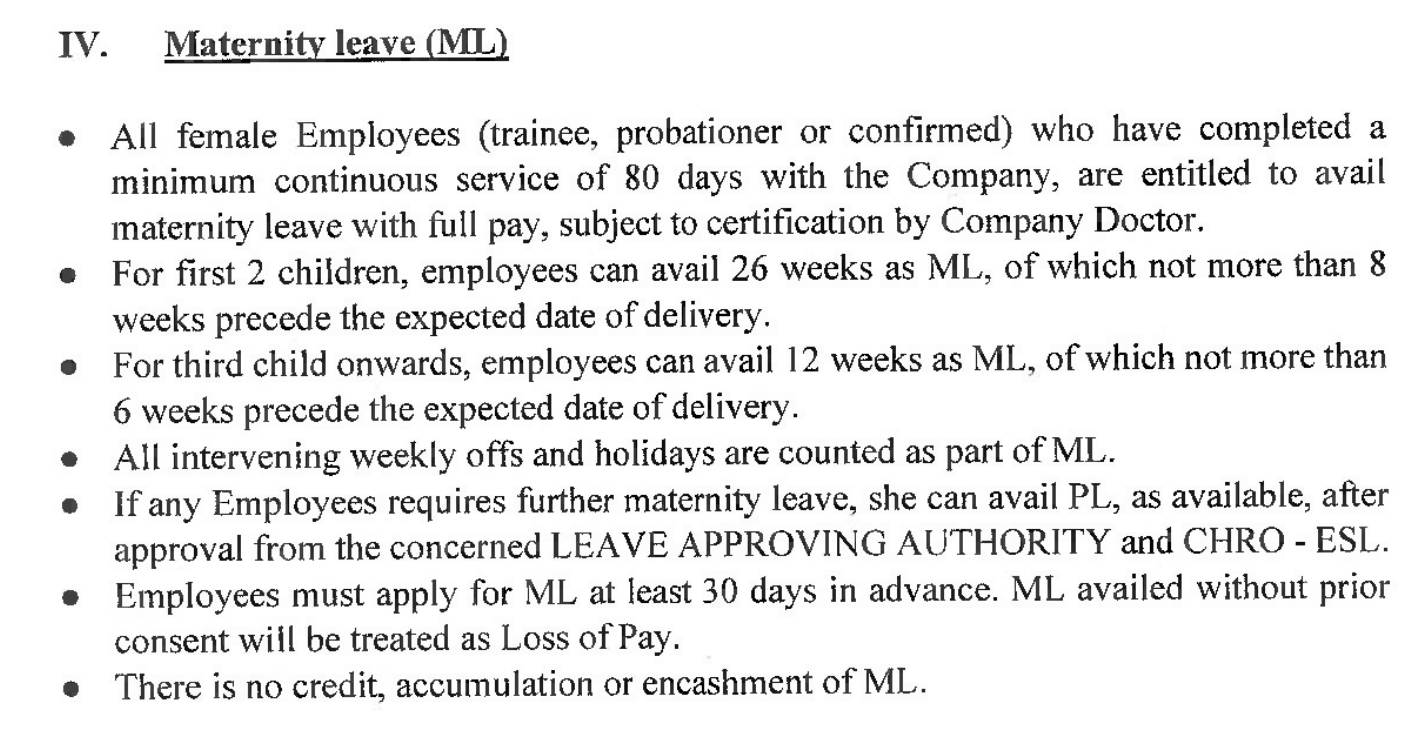 IV. Maternity leave (ML)
• All female Employees (trainee, probationer or confirmed) who have completed a
minimum continuous service of 80 days with the Company, are entitled to avail
maternity leave with full pay, subject to certification by Company Doctor.
• For first 2 children, employees can avail 26 weeks as ML, of which not more than 8
weeks precede the expected date of delivery.
• For third child onwards, employees can avail 12 weeks as ML, of which not more than
6 weeks precede the expected date of delivery.
• All intervening weekly offs and holidays are counted as part of ML.
• If any Employees requires further maternity leave, she can avail PL, as available, after
approval from the concerned LEAVE APPROVING AUTHORITY and CHRO - ESL.
• Employees must apply for ML at least 30 days in advance. ML availed without prior
consent will be treated as Loss of Pay.
• There is no credit, accumulation or encashment of ML.